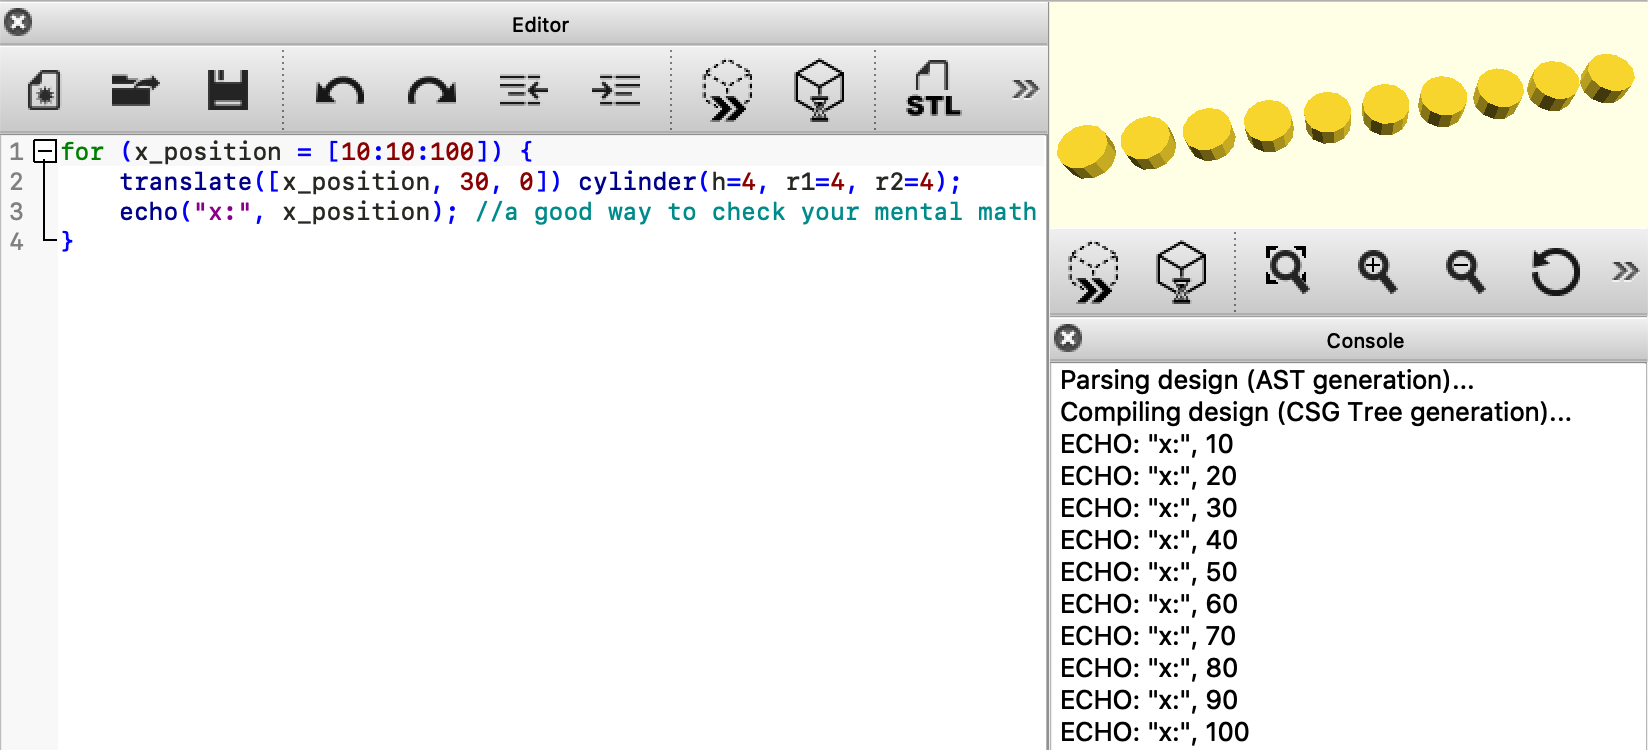 Editor
STL
1 for (x_position = [10:10:100]) {
2 translate([x_position, 30, 0]) cylinder(h=4, r1=4, r2=4);
3 echo("x:", x_position); //a good way to check your mental math
4 }
Console
Parsing design (AST generation)...
Compiling design (CSG Tree generation)...
ECHO: "x:", 10
ECHO: "x:", 20
ECHO: "x:", 30
ECHO: "x:", 40
ECHO: "x:", 50
ECHO: "x:", 60
ECHO: "x:", 70
ECHO: "x:", 80
ECHO: "x:", 90
ECHO: "x:", 100